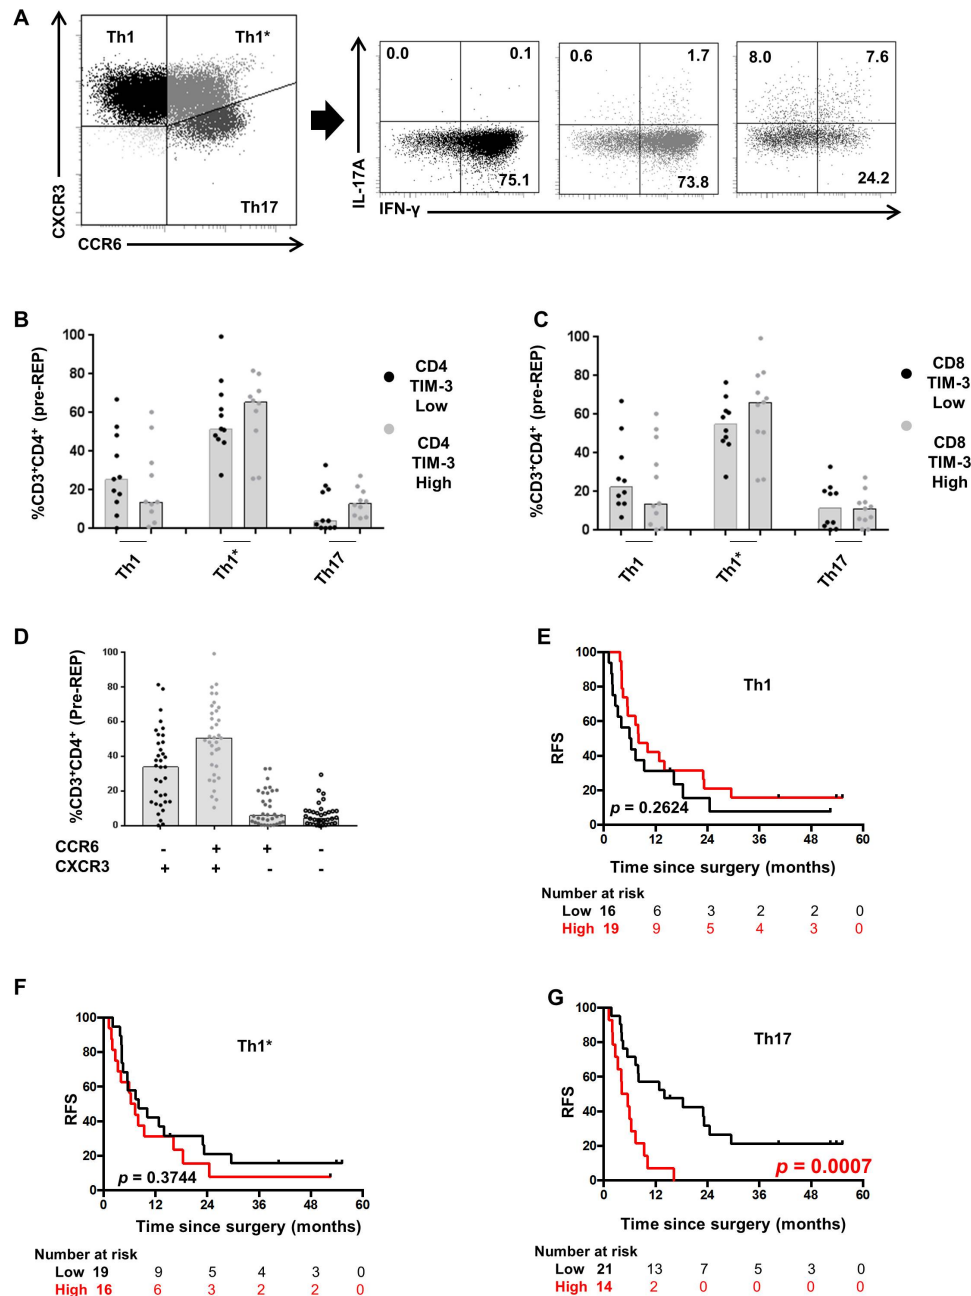 A
CXCR3
Th1
Th1*
Th17
CCR6
IL-17A
0.0
0.1
75.1
0.6
1.7
73.8
8.0
7.6
24.2
IFN-γ
B
%CD3+CD4+ (pre-REP)
100
80
60
40
20
0
Th1
Th1*
Th17
CD4
TIM-3
Low
CD4
TIM-3
High
C
%CD3+CD4+ (pre-REP)
100
80
60
40
20
0
Th1
Th1*
Th17
CD8
TIM-3
Low
CD8
TIM-3
High
D
%CD3+CD4+ (Pre-REP)
100
80
60
40
20
0
CCR6 - + + -
CXCR3 + + - -
E
RFS
100
80
60
40
20
0
Th1
p = 0.2624
0 12 24 36 48 60
Time since surgery (months)
Number at risk
Low 16 6 3 2 2 0
High 19 9 5 4 3 0
F
RFS
100
80
60
40
20
0
Th1*
p = 0.3744
0 12 24 36 48 60
Time since surgery (months)
Number at risk
Low 19 9 5 4 3 0
High 16 6 3 2 2 0
G
RFS
100
80
60
40
20
0
Th17
p = 0.0007
0 12 24 36 48 60
Time since surgery (months)
Number at risk
Low 21 13 7 5 3 0
High 14 2 0 0 0 0